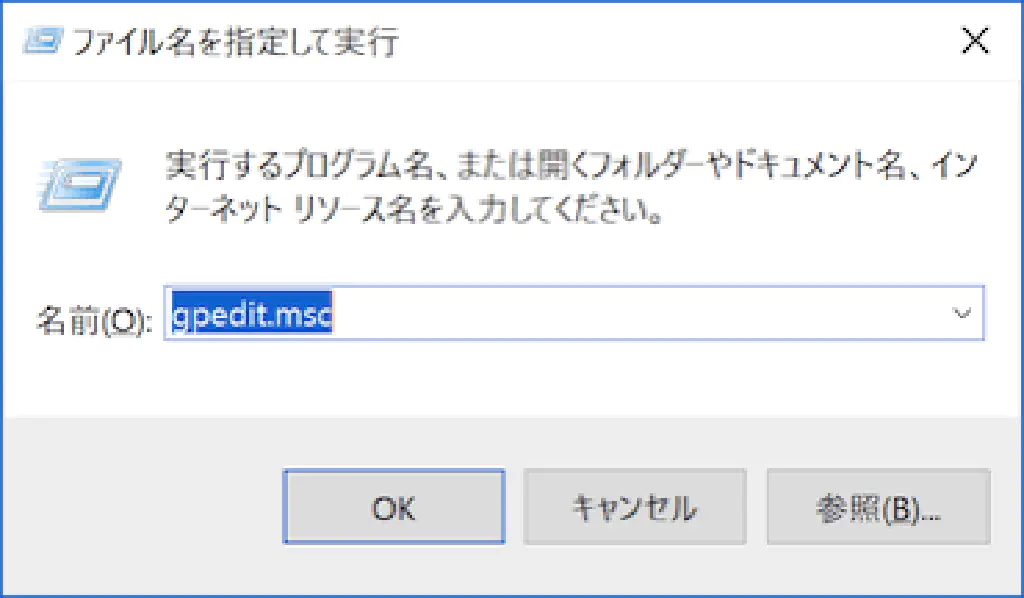 ファイル名を指定して実行
実行するプログラム名、または開くフォルダーやドキュメント名、イン
ターネット リソース名を入力してください。
名前(O): gpedit.msc
OK キャンセル 参照(B)...